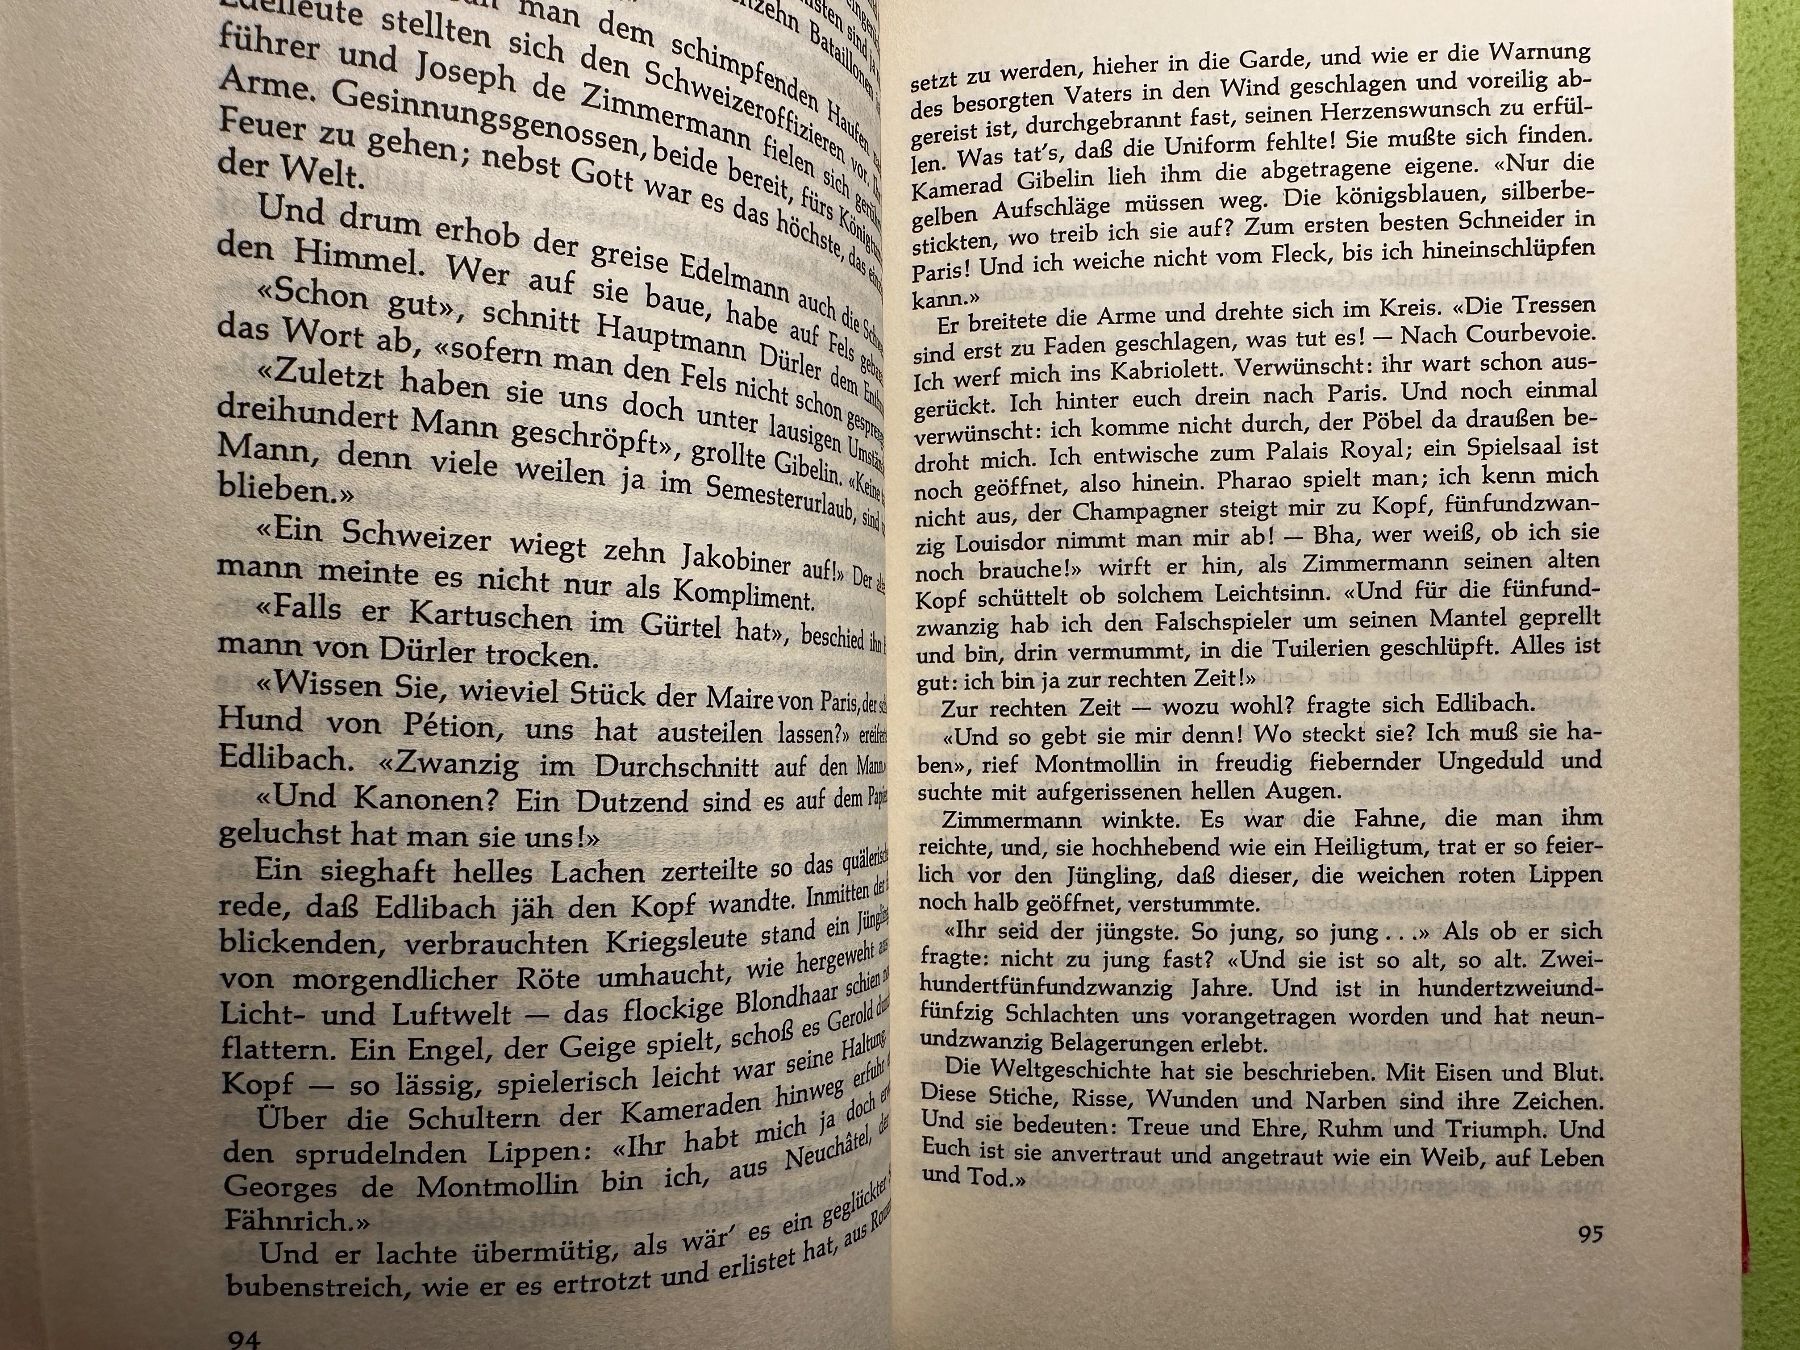 man dem schimpfenden Haufen
Edelleute stellten sich den Schweizeroffizieren vor.
führer und Joseph de Zimmermann fielen sich gerührt
Arme. Gesinnungsgenossen, beide bereit, fürs Königtum
Feuer zu gehen; nebst Gott war es das höchste, das
der Welt.
Und drum erhob der greise Edelmann auch die
den Himmel. Wer auf sie baue, habe auf Fels
«Schon gut», schnitt Hauptmann Dürler dem
das Wort ab, «sofern man den Fels nicht schon
«Zuletzt haben sie uns doch unter lausigen
dreihundert Mann geschröpft», grollte Gibelin. «Keine
Mann, denn viele weilen ja im Semesterurlaub, sind
blieben.»
«Ein Schweizer wiegt zehn Jakobiner auf!» Der
mann meinte es nicht nur als Kompliment.
«Falls er Kartuschen im Gürtel hat», beschied ihn
mann von Dürler trocken.
«Wissen Sie, wieviel Stück der Maire von Paris, der
Hund von Pétion, uns hat austeilen lassen?»
Edlibach. «Zwanzig im Durchschnitt auf den Mann»
«Und Kanonen? Ein Dutzend sind es auf dem Papier
geluchst hat man sie uns!»
Ein sieghaft helles Lachen zerteilte so das
rede, daß Edlibach jäh den Kopf wandte. Inmitten der
blickenden, verbrauchten Kriegsleute stand ein
von morgendlicher Röte umhaucht, wie hergeweht
Licht- und Luftwelt — das flockige Blondhaar schien
flattern. Ein Engel, der Geige spielt, schoß es Gerold
Kopf — so lässig, spielerisch leicht war seine Haltung
Über die Schultern der Kameraden hinweg erfuhr
den sprudelnden Lippen: «Ihr habt mich ja doch
Georges de Montmollin bin ich, aus Neuchâtel,
Fähnrich.»
Und er lachte übermütig, als wär' es ein geglückter
bubenstreich, wie er es ertrotzt und erlistet hat, aus
94
setzt zu werden, hieher in die Garde, und wie er die Warnung
des besorgten Vaters in den Wind geschlagen und voreilig ab-
gereist ist, durchgebrannt fast, seinen Herzenswunsch zu erfül-
len. Was tat's, daß die Uniform fehlte! Sie mußte sich finden.
Kamerad Gibelin lieh ihm die abgetragene eigene. «Nur die
gelben Aufschläge müssen weg. Die königsblauen, silberbe-
stickten, wo treib ich sie auf? Zum ersten besten Schneider in
Paris! Und ich weiche nicht vom Fleck, bis ich hineinschlüpfen
kann.»
Er breitete die Arme und drehte sich im Kreis. «Die Tressen
sind erst zu Faden geschlagen, was tut es! — Nach Courbevoie.
Ich werf mich ins Kabriolett. Verwünscht: ihr wart schon aus-
gerückt. Ich hinter euch drein nach Paris. Und noch einmal
verwünscht: ich komme nicht durch, der Pöbel da draußen be-
droht mich. Ich entwische zum Palais Royal; ein Spielsaal ist
noch geöffnet, also hinein. Pharao spielt man; ich kenn mich
nicht aus, der Champagner steigt mir zu Kopf, fünfundzwan-
zig Louisdor nimmt man mir ab! — Bha, wer weiß, ob ich sie
noch brauche!» wirft er hin, als Zimmermann seinen alten
Kopf schüttelt ob solchem Leichtsinn. «Und für die fünfund-
zwanzig hab ich den Falschspieler um seinen Mantel geprellt
und bin, drin vermummt, in die Tuilerien geschlüpft. Alles ist
gut: ich bin ja zur rechten Zeit!»
Zur rechten Zeit — wozu wohl? fragte sich Edlibach.
«Und so gebt sie mir denn! Wo steckt sie? Ich muß sie ha-
ben», rief Montmollin in freudig fiebernder Ungeduld und
suchte mit aufgerissenen hellen Augen.
Zimmermann winkte. Es war die Fahne, die man ihm
reichte, und, sie hochhebend wie ein Heiligtum, trat er so feier-
lich vor den Jüngling, daß dieser, die weichen roten Lippen
noch halb geöffnet, verstummte.
«Ihr seid der jüngste. So jung, so jung...» Als ob er sich
fragte: nicht zu jung fast? «Und sie ist so alt, so alt. Zwei-
hundertfünfundzwanzig Jahre. Und ist in hundertzweiund-
fünfzig Schlachten uns vorangetragen worden und hat neun-
undzwanzig Belagerungen erlebt.
Die Weltgeschichte hat sie beschrieben. Mit Eisen und Blut.
Diese Stiche, Risse, Wunden und Narben sind ihre Zeichen.
Und sie bedeuten: Treue und Ehre, Ruhm und Triumph. Und
Euch ist sie anvertraut und angetraut wie ein Weib, auf Leben
und Tod.»
95